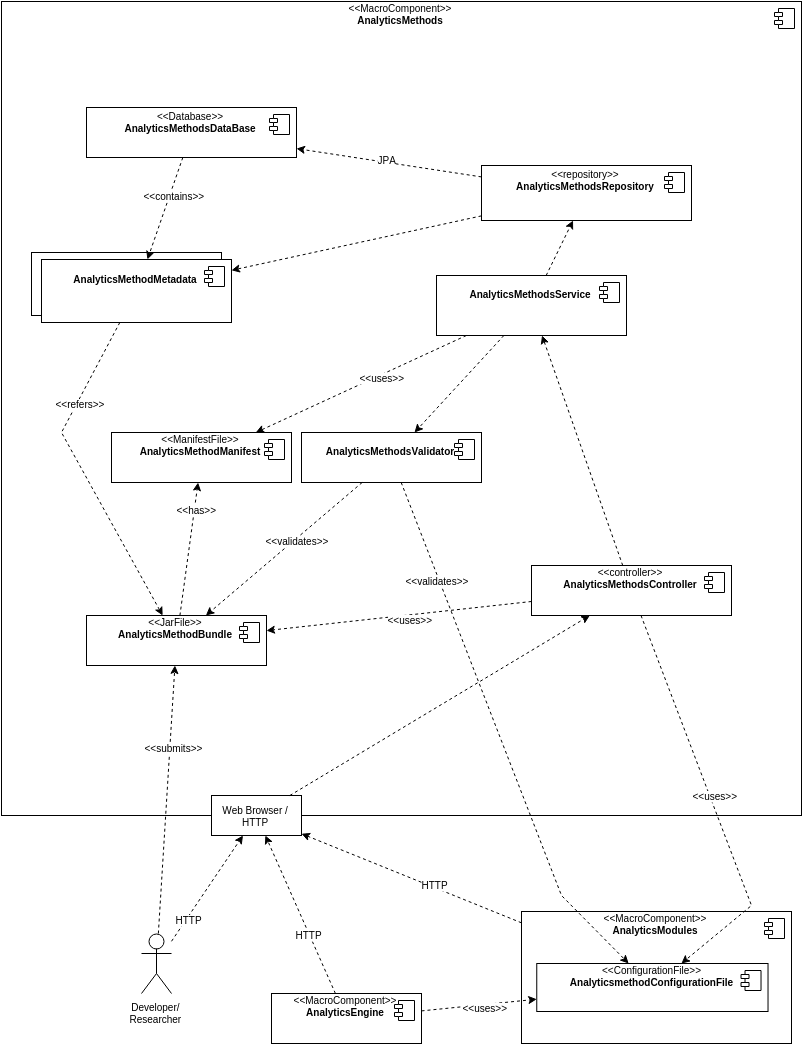 <<MacroComponent>>
AnalyticsMethods
<<Database>>
AnalyticsMethodsDataBase
JPA
<<repository>>
AnalyticsMethodsRepository
<<contains>>
AnalyticsMethodMetadata
AnalyticsMethodsService
<<uses>>
<<refers>>
<<ManifestFile>>
AnalyticsMethodManifest
AnalyticsMethodsValidator
<<has>>
<<validates>>
<<validates>>
<<controller>>
AnalyticsMethodsController
<<JarFile>>
AnalyticsMethodBundle
<<uses>>
<<submits>>
<<uses>>
Web Browser /
HTTP
HTTP
HTTP
HTTP
<<MacroComponent>>
AnalyticsModules
<<ConfigurationFile>>
AnalyticsmethodConfigurationFile
<<MacroComponent>>
AnalyticsEngine
<<uses>>
Developer/
Researcher